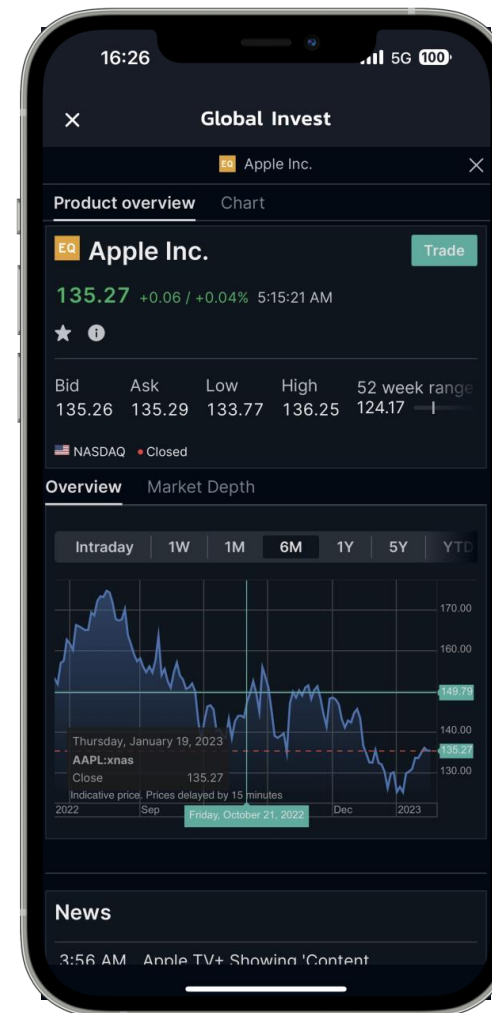 16:26 5G 100
Global Invest
EQ Apple Inc.
Product overview Chart
EQ Apple Inc. Trade
135.27 +0.06 / +0.04% 5:15:21 AM
Bid Ask Low High 52 week range
135.26 135.29 133.77 136.25 124.17
NASDAQ Closed
Overview Market Depth
Intraday 1W 1M 6M 1Y 5Y YTD
170.00
160.00
149.79
140.00
135.27
130.00
Thursday, January 19, 2023
AAPL:xnas
Close 135.27
Indicative price. Prices delayed by 15 minutes
2022 Sep Dec 2023
Friday, October 21, 2022
News
3:56 AM Apple TV+ Showing 'Content